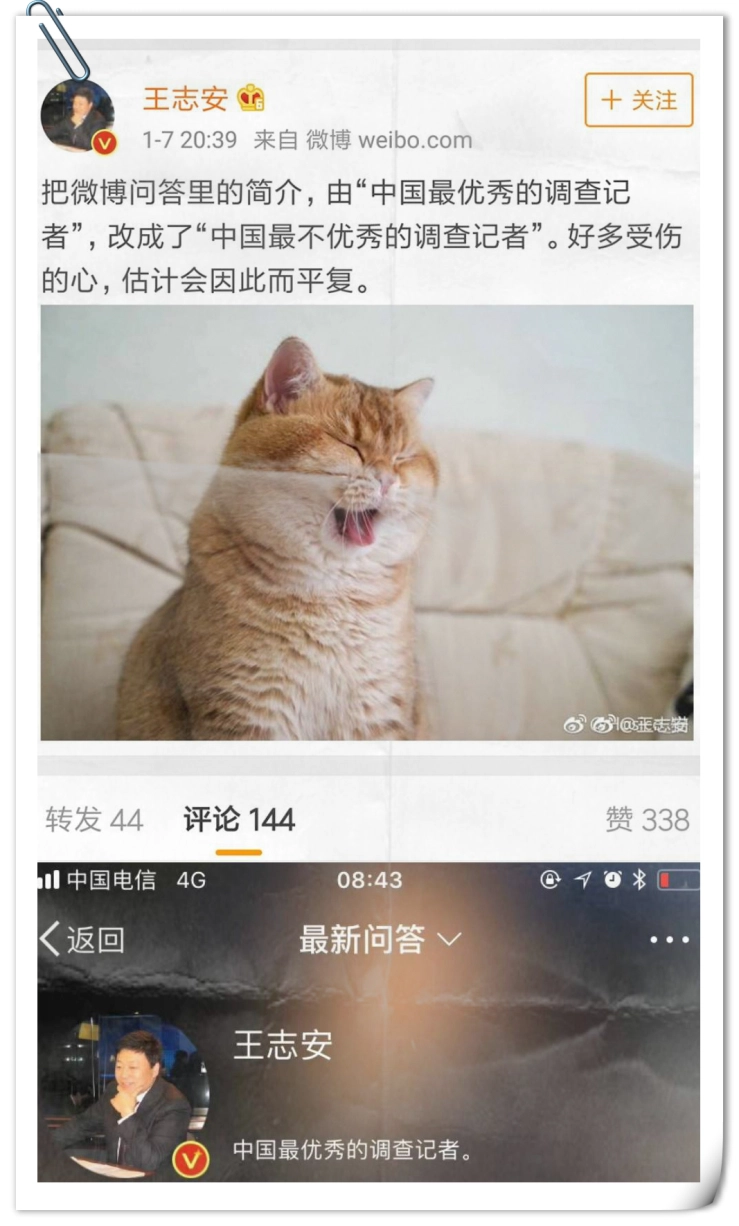 王志安
+ 关注
1-7 20:39 来自 微博 weibo.com
把微博问答里的简介，由“中国最优秀的调查记
者”，改成了“中国最不优秀的调查记者”。好多受伤
的心，估计会因此而平复。
转发 44 评论 144 赞 338
中国电信 4G 08:43
返回 最新问答 ...
王志安
中国最优秀的调查记者。